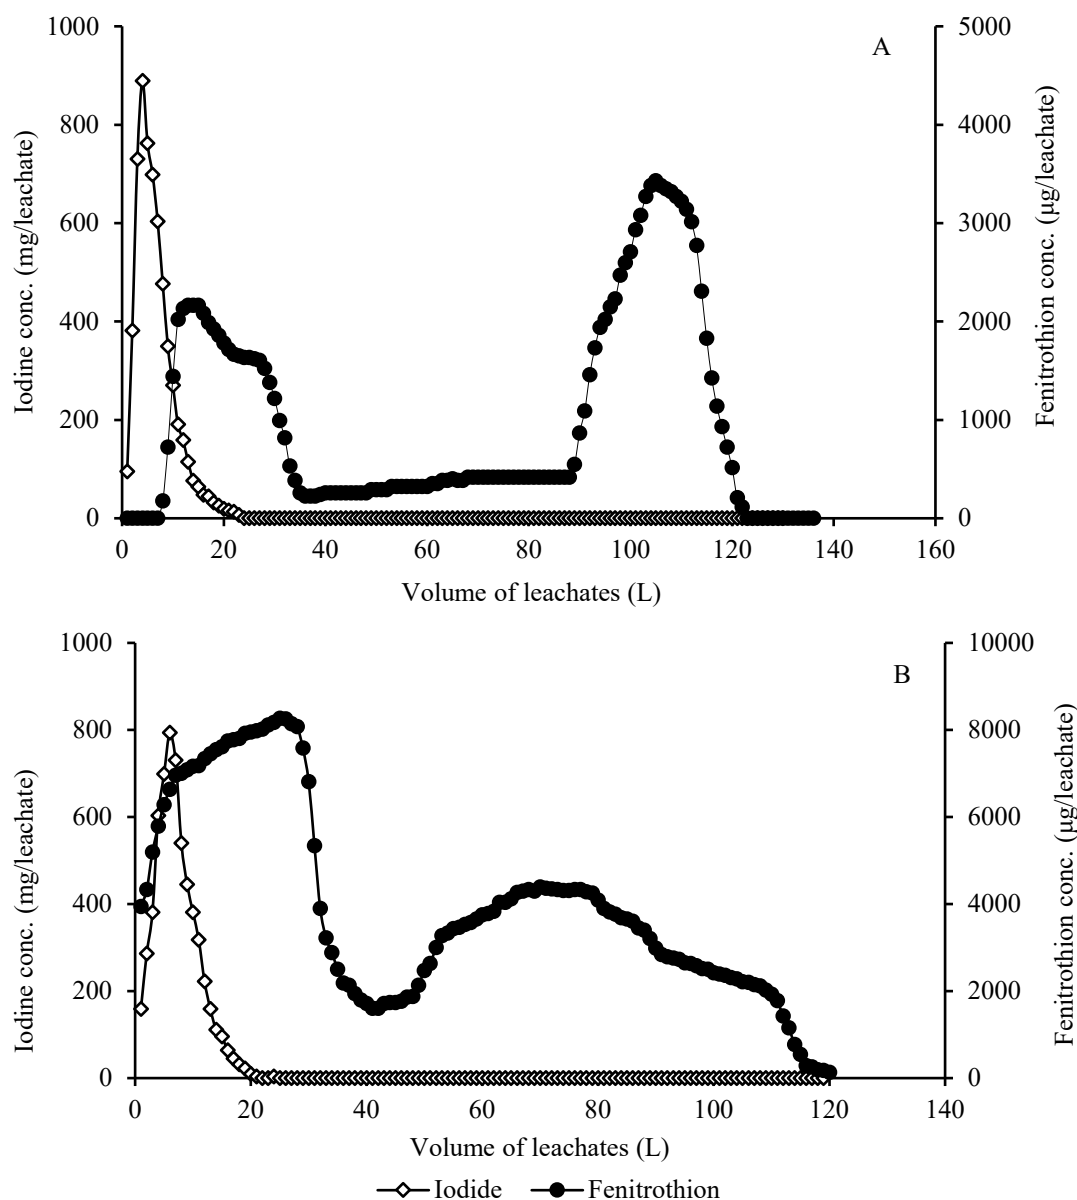 A
1000
800
600
400
200
0
5000
4000
3000
2000
1000
0
Iodine conc. (mg/leachate)
Fenitrothion conc. (µg/leachate)
0 20 40 60 80 100 120 140 160
Volume of leachates (L)
B
1000
800
600
400
200
0
10000
8000
6000
4000
2000
0
Iodine conc. (mg/leachate)
Fenitrothion conc. (µg/leachate)
0 20 40 60 80 100 120 140
Volume of leachates (L)
Iodide Fenitrothion